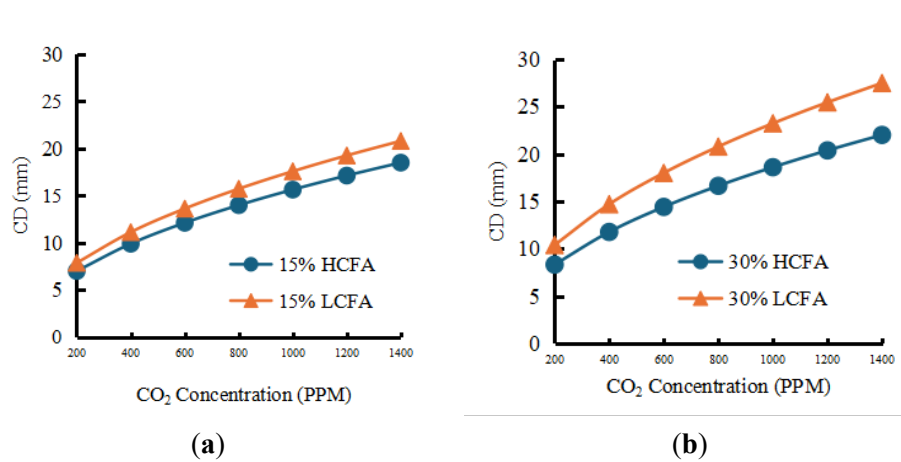 30
25
20
15
10
5
0
CD (mm)
15% HCFA
15% LCFA
200 400 600 800 1000 1200 1400
CO₂ Concentration (PPM)
(a)
30
25
20
15
10
5
0
CD (mm)
30% HCFA
30% LCFA
200 400 600 800 1000 1200 1400
CO₂ Concentration (PPM)
(b)